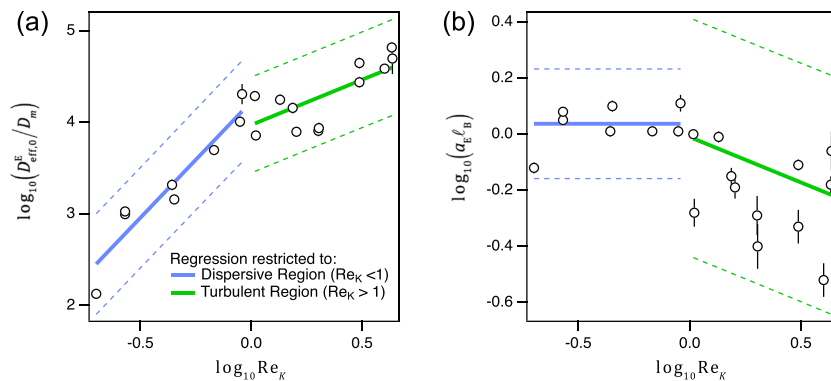 (a)
log₁₀(Dᴱeff,0/Dm)
5
4
3
2
Regression restricted to:
Dispersive Region (ReK <1)
Turbulent Region (ReK > 1)
-0.5
0.0
0.5
log₁₀ReK
(b)
log₁₀(aEℓB)
0.4
0.2
0.0
-0.2
-0.4
-0.6
-0.5
0.0
0.5
log₁₀ReK